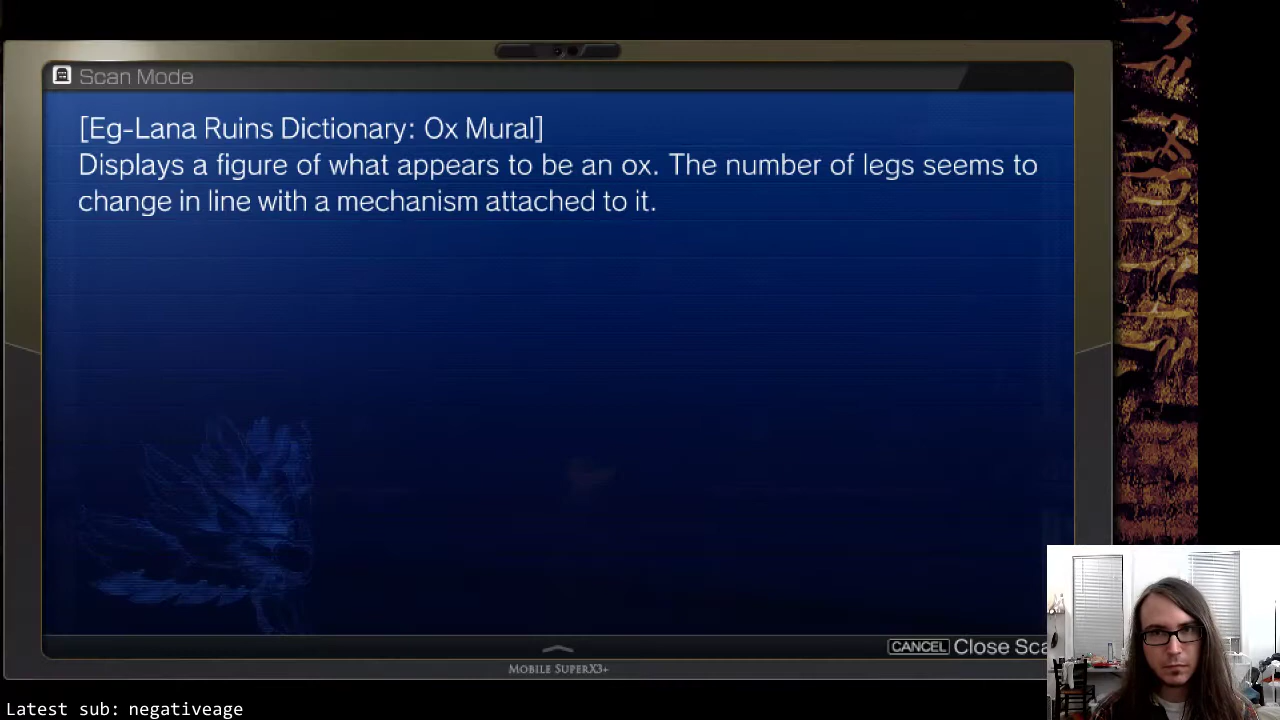 Scan Mode
[Eg-Lana Ruins Dictionary: Ox Mural]
Displays a figure of what appears to be an ox. The number of legs seems to
change in line with a mechanism attached to it.
CANCEL Close Sca
MOBILE SUPERX3+
Latest sub: negativeage